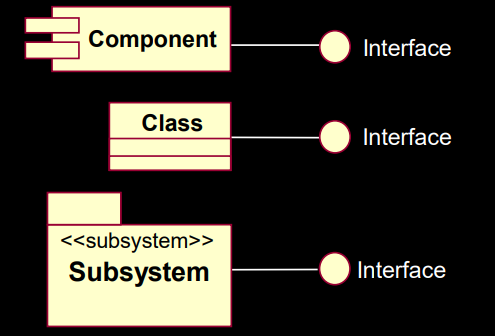 Component
Interface
Class
Interface
<<subsystem>>
Subsystem
Interface